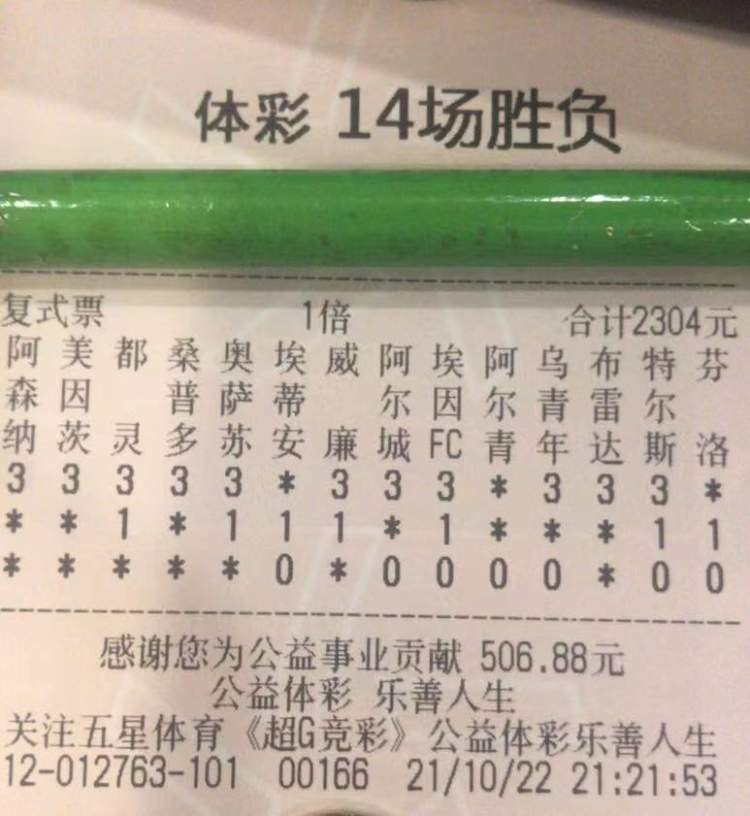 体彩 14场胜负
复式票 1倍 合计2304元
阿 美 都 桑 奥 埃 威 阿 埃 阿 乌 布 特 芬
森 因 普 萨 蒂 尔 因 尔 青 雷 尔
纳 茨 灵 多 苏 安 廉 城 FC 青 年 达 斯 洛
3 3 3 3 3 * 3 3 3 * 3 3 3 *
* * 1 * 1 1 1 * 1 * * * 1 1
* * * * * 0 * 0 0 0 0 * 0 0
感谢您为公益事业贡献 506.88元
公益体彩 乐善人生
关注五星体育《超G竞彩》公益体彩乐善人生
12-012763-101 00166 21/10/22 21:21:53